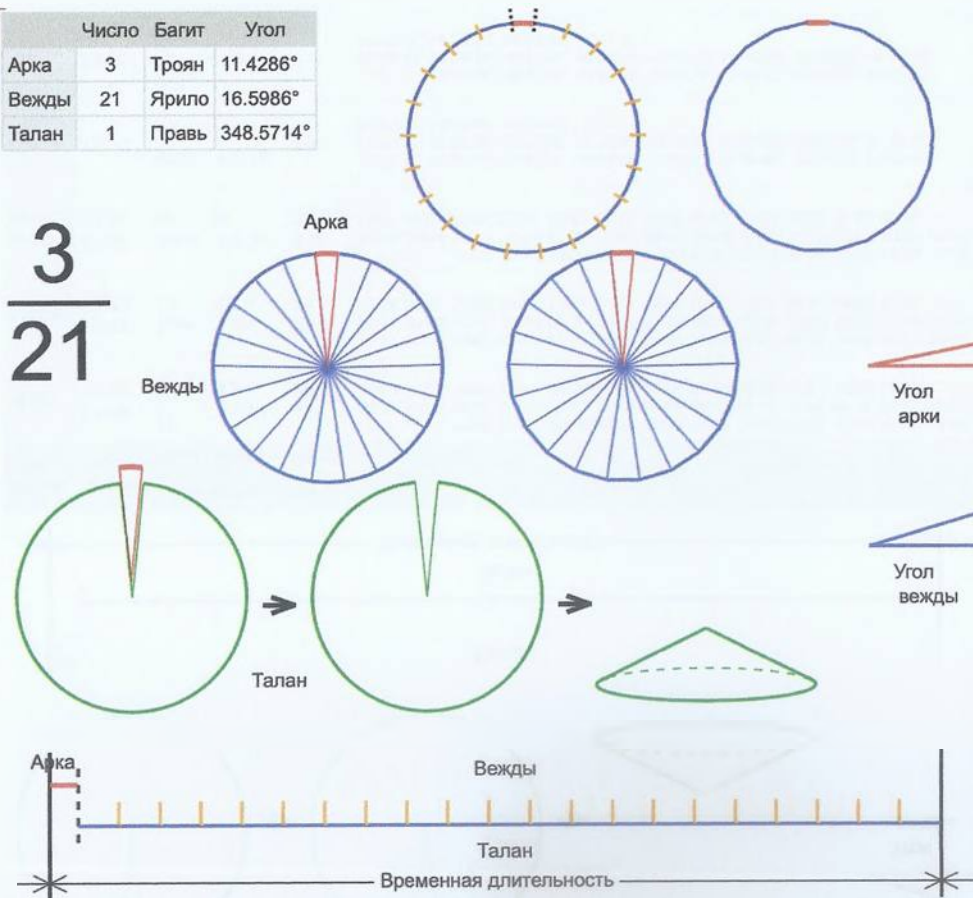 Число Багит Угол
Арка 3 Троян 11.4286°
Вежды 21 Ярило 16.5986°
Талан 1 Правь 348.5714°
3
21
Арка
Вежды
Угол
арки
Угол
вежды
Талан
Арка
Вежды
Талан
Временная длительность